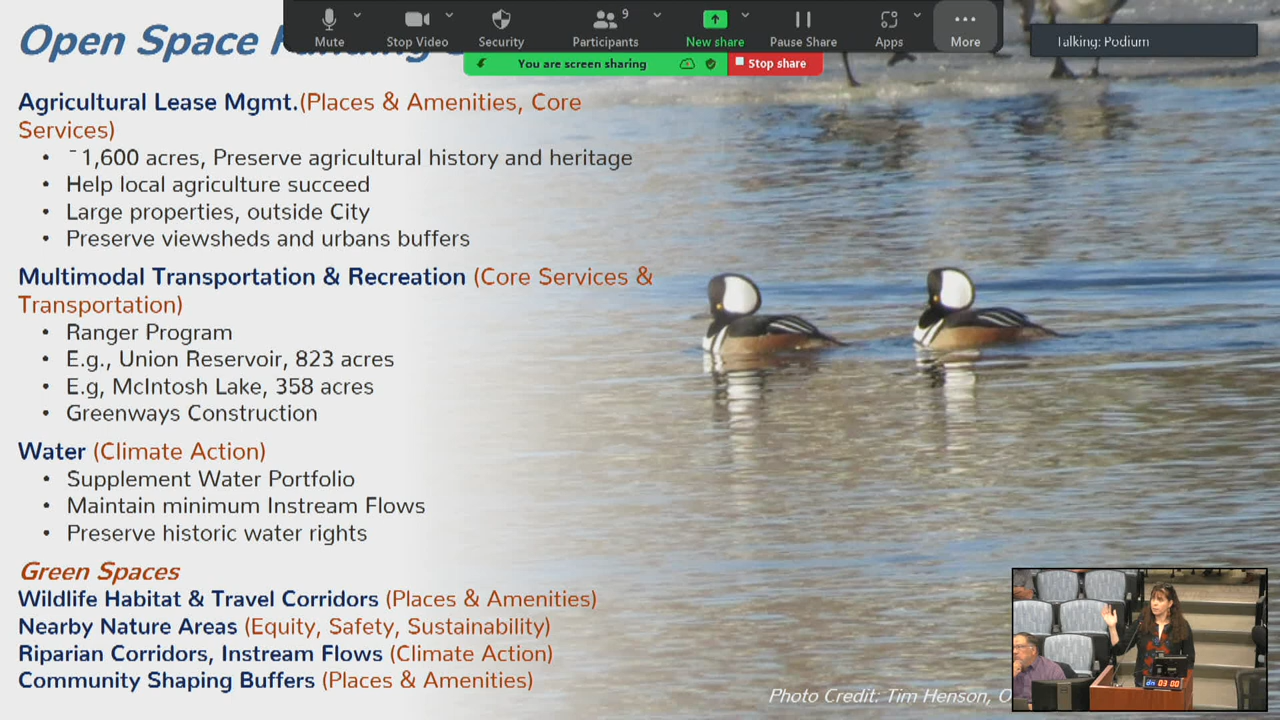 9
Mute
Stop Video
Security
Participants
New share
Pause Share
Apps
More
Talking: Podium
You are screen sharing
Stop share
Open Space
Agricultural Lease Mgmt.(Places & Amenities, Core
Services)
• ~1,600 acres, Preserve agricultural history and heritage
• Help local agriculture succeed
• Large properties, outside City
• Preserve viewsheds and urbans buffers
Multimodal Transportation & Recreation (Core Services &
Transportation)
• Ranger Program
• E.g., Union Reservoir, 823 acres
• E.g, McIntosh Lake, 358 acres
• Greenways Construction
Water (Climate Action)
• Supplement Water Portfolio
• Maintain minimum Instream Flows
• Preserve historic water rights
Green Spaces
Wildlife Habitat & Travel Corridors (Places & Amenities)
Nearby Nature Areas (Equity, Safety, Sustainability)
Riparian Corridors, Instream Flows (Climate Action)
Community Shaping Buffers (Places & Amenities)
Photo Credit: Tim Henson, O
03 00